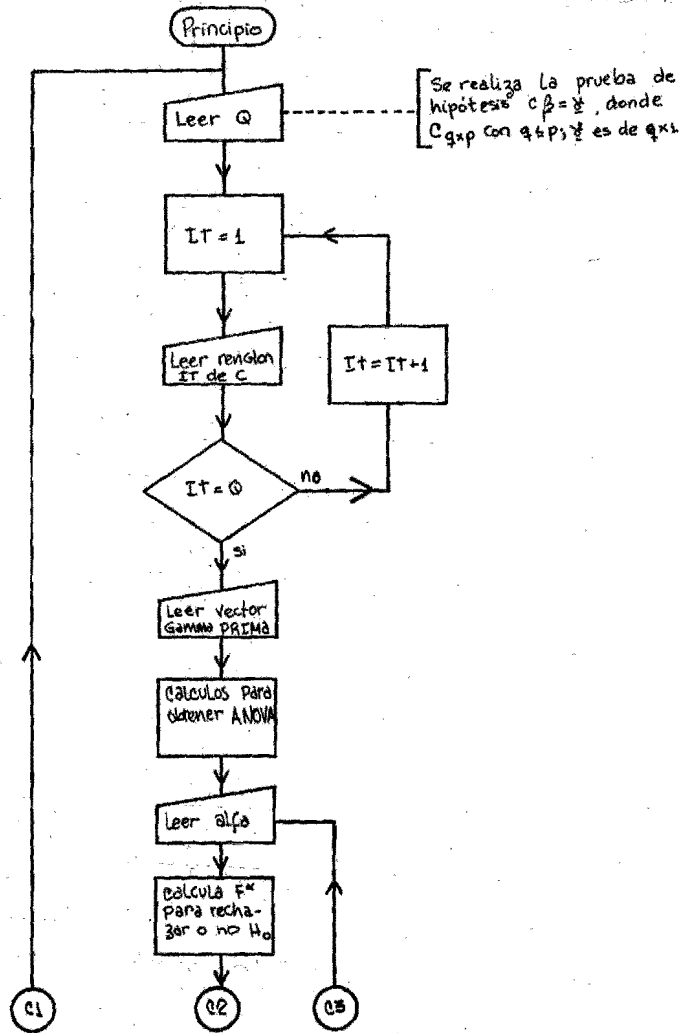 Principio
Leer Q
Se realiza la prueba de
hipótesis Cβ=γ, donde
Cqxp con q≤p; γ es de qx1
IT = 1
Leer renglon
IT de C
It = It+1
It = Q
no
si
Leer vector
Gamma PRIMA
Calculos para
obtener ANOVA
Leer alfa
Calcula F*
para recha-
zar o no H₀
C1
C2
C3